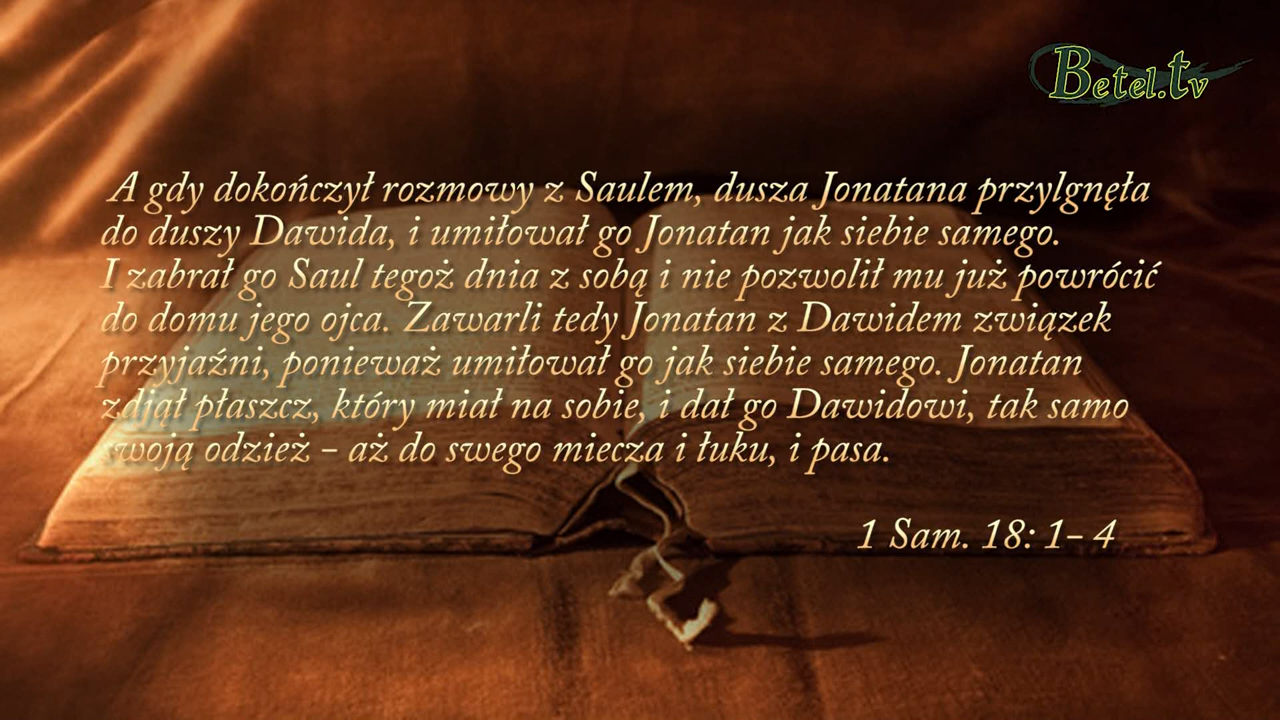 Betel.tv
A gdy dokończył rozmowy z Saulem, dusza Jonatana przylgnęła
do duszy Dawida, i umiłował go Jonatan jak siebie samego.
I zabrał go Saul tegoż dnia z sobą i nie pozwolił mu już powrócić
do domu jego ojca. Zawarli tedy Jonatan z Dawidem związek
przyjaźni, ponieważ umiłował go jak siebie samego. Jonatan
zdjął płaszcz, który miał na sobie, i dał go Dawidowi, tak samo
swoją odzież – aż do swego miecza i łuku, i pasa.
1 Sam. 18: 1– 4